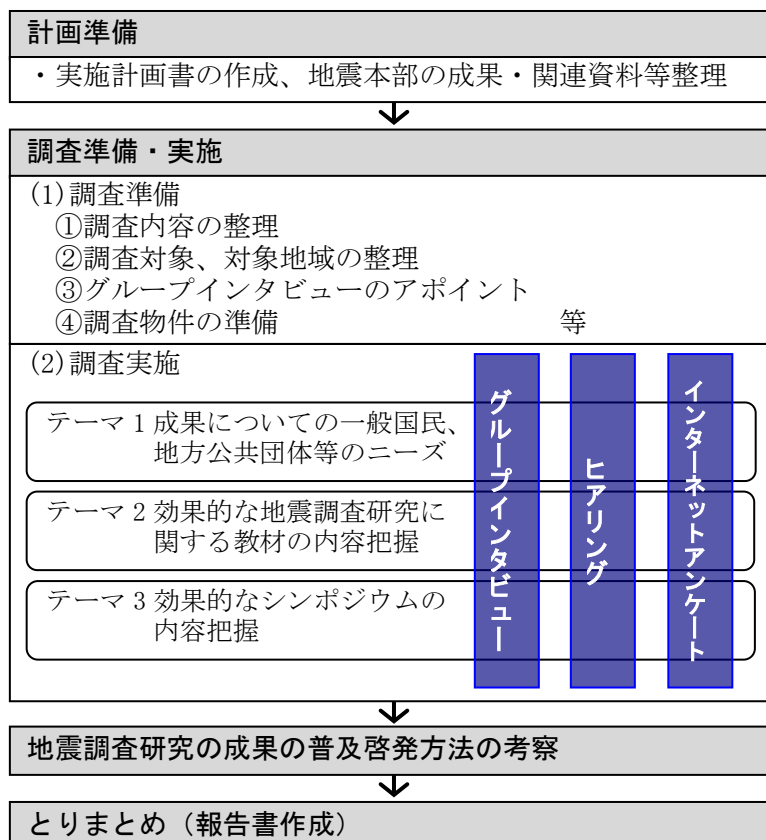 計画準備
・実施計画書の作成、地震本部の成果・関連資料等整理
調査準備・実施
(1)調査準備
①調査内容の整理
②調査対象、対象地域の整理
③グループインタビューのアポイント
④調査物件の準備 等
(2)調査実施
テーマ1 成果についての一般国民、
地方公共団体等のニーズ
テーマ2 効果的な地震調査研究に
関する教材の内容把握
テーマ3 効果的なシンポジウムの
内容把握
グループインタビュー
ヒアリング
インターネットアンケート
地震調査研究の成果の普及啓発方法の考察
とりまとめ（報告書作成）